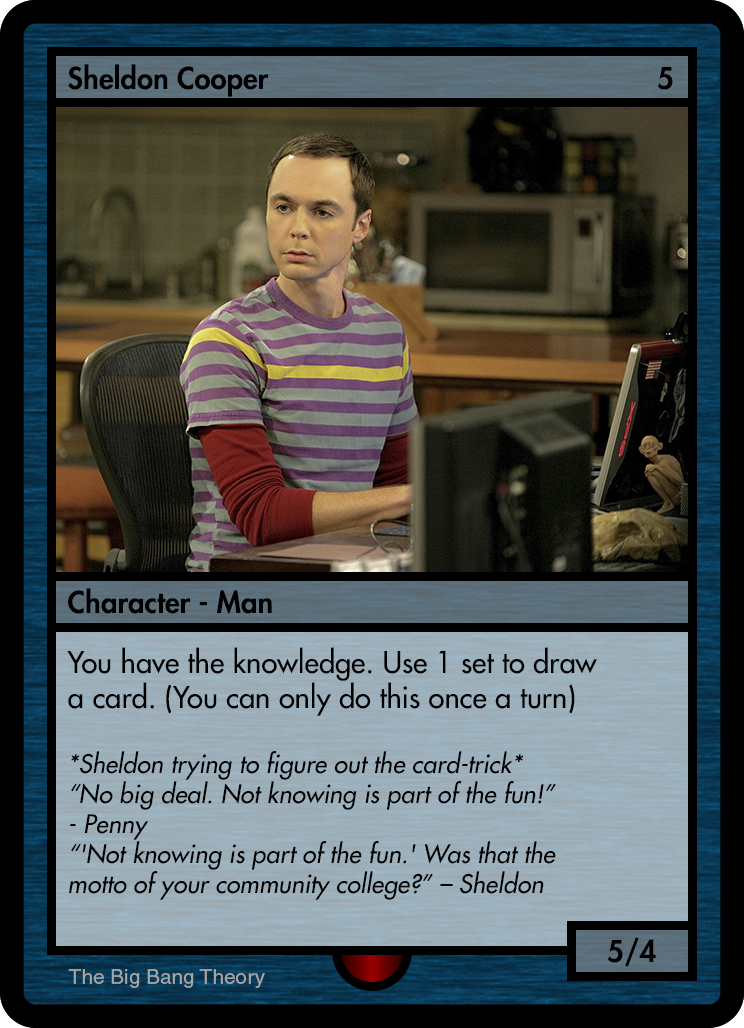 Sheldon Cooper 5
Character - Man
You have the knowledge. Use 1 set to draw
a card. (You can only do this once a turn)
*Sheldon trying to figure out the card-trick*
“No big deal. Not knowing is part of the fun!”
- Penny
“'Not knowing is part of the fun.' Was that the
motto of your community college?” – Sheldon
5/4
The Big Bang Theory